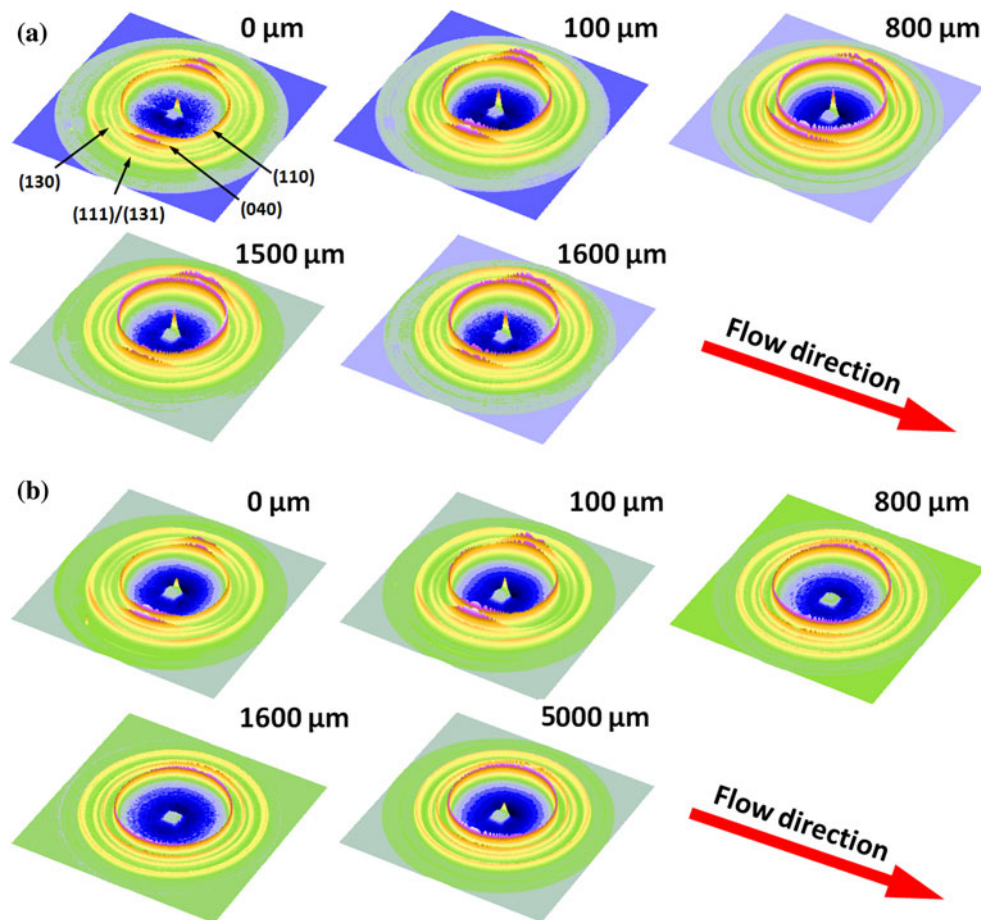 (a)
0 µm
100 µm
800 µm
(130)
(111)/(131)
(040)
(110)
1500 µm
1600 µm
Flow direction
(b)
0 µm
100 µm
800 µm
1600 µm
5000 µm
Flow direction